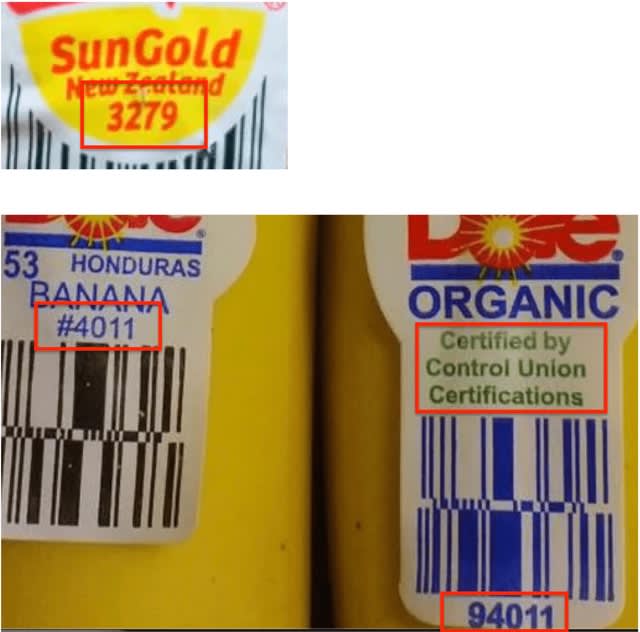 SunGold
New Zealand
3279
Dole
®
53 HONDURAS
BANANA
#4011
Dole
®
ORGANIC
Certified by
Control Union
Certifications
94011